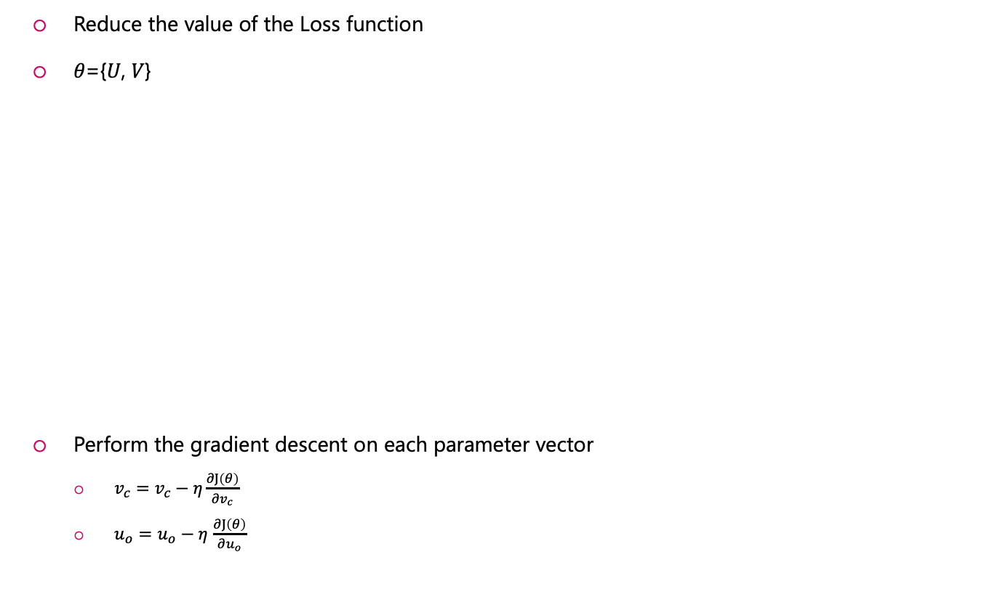 Reduce the value of the Loss function
θ={U, V}
Perform the gradient descent on each parameter vector
v_c = v_c − η ∂J(θ)/∂v_c
u_o = u_o − η ∂J(θ)/∂u_o